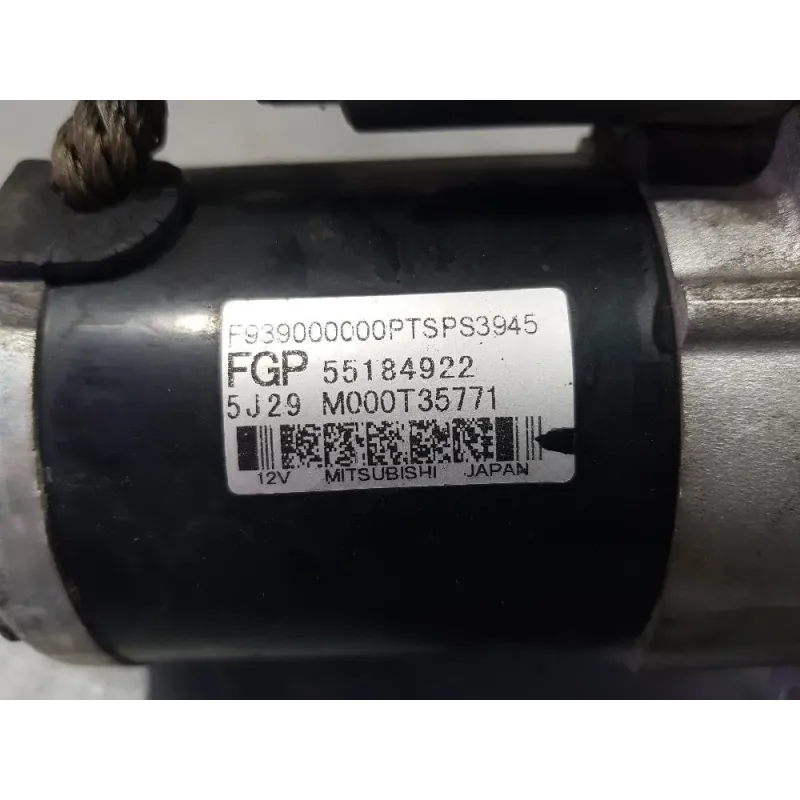 F939000000PTSPS3945
FGP 55184922
5J29 M000T35771
12V MITSUBISHI JAPAN